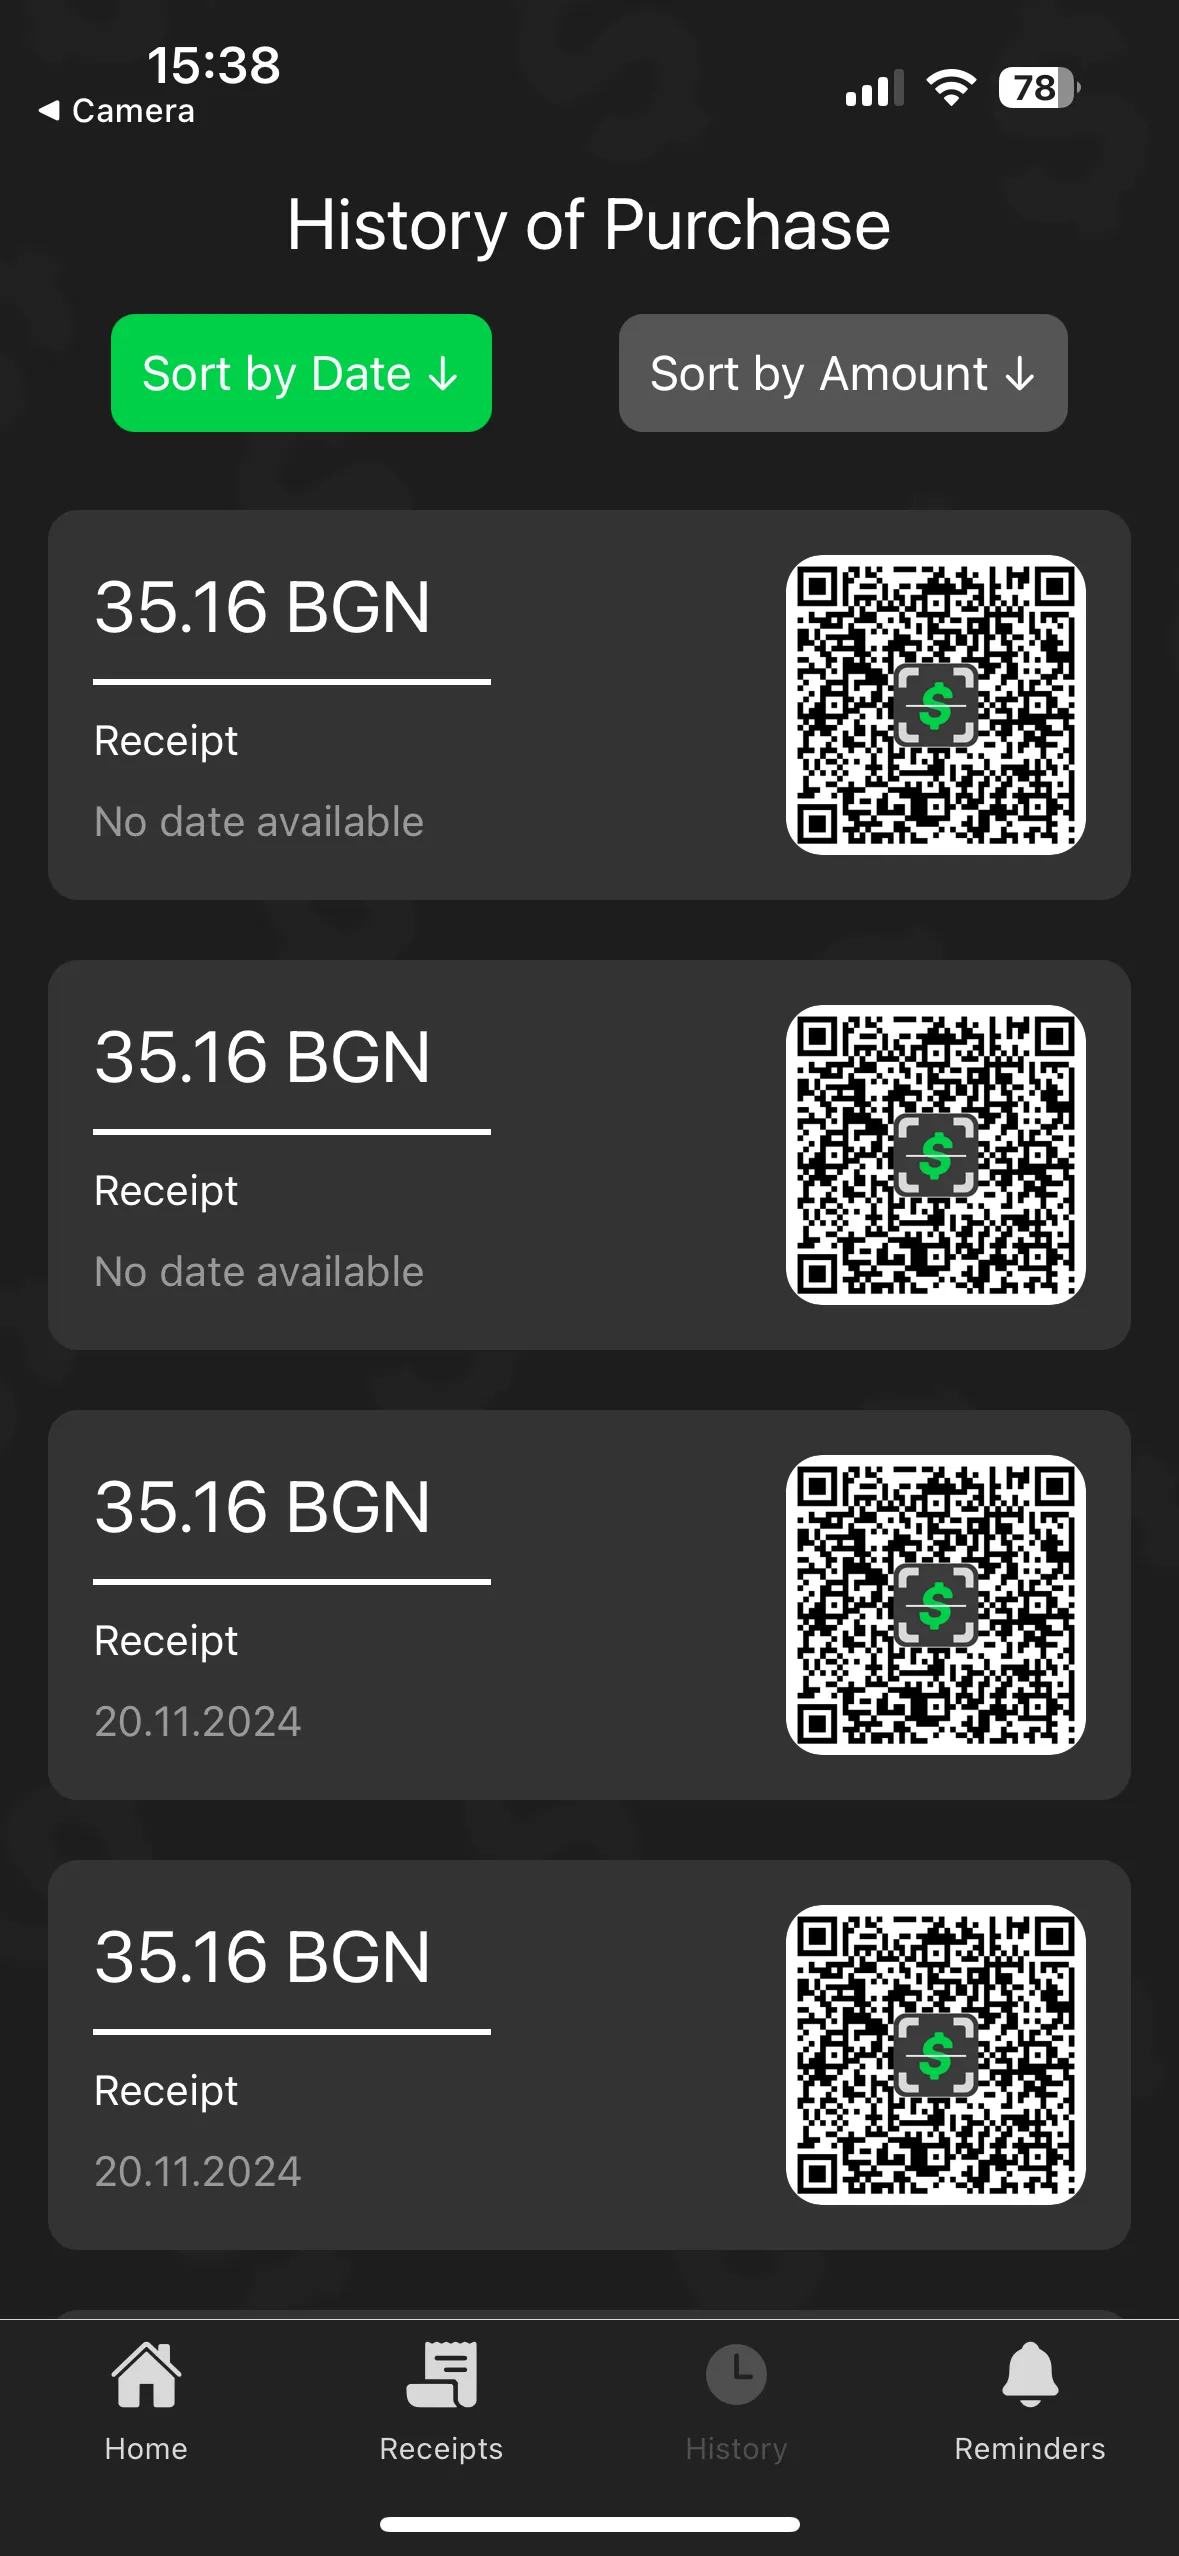 15:38
78
◀ Camera
History of Purchase
Sort by Date ↓
Sort by Amount ↓
35.16 BGN
Receipt
No date available
$
35.16 BGN
Receipt
No date available
$
35.16 BGN
Receipt
20.11.2024
$
35.16 BGN
Receipt
20.11.2024
$
Home
Receipts
History
Reminders